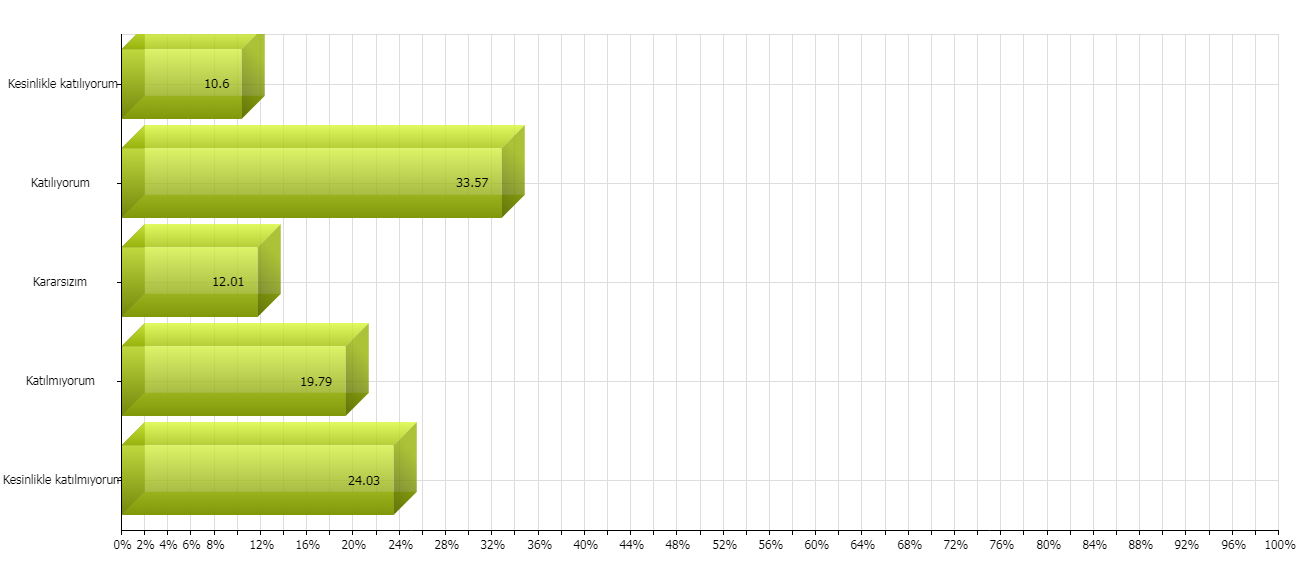 Kesinlikle katılıyorum
10.6
Katılıyorum
33.57
Kararsızım
12.01
Katılmıyorum
19.79
Kesinlikle katılmıyorum
24.03
0% 2% 4% 6% 8% 12% 16% 20% 24% 28% 32% 36% 40% 44% 48% 52% 56% 60% 64% 68% 72% 76% 80% 84% 88% 92% 96% 100%